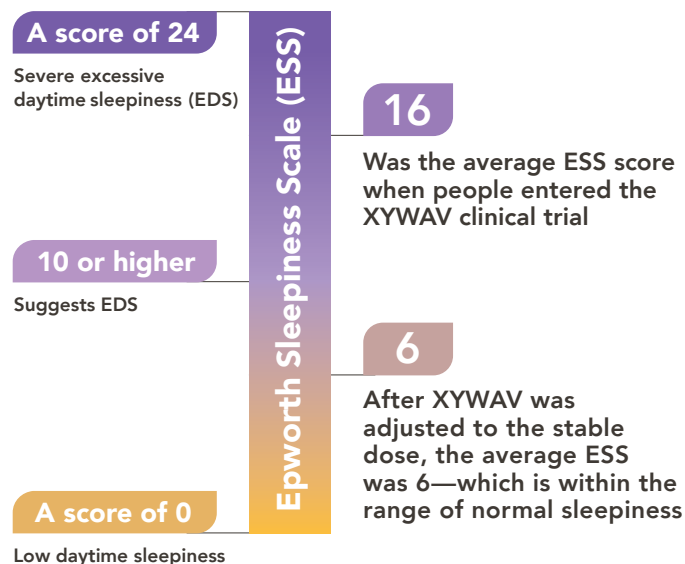 A score of 24
Severe excessive
daytime sleepiness (EDS)
10 or higher
Suggests EDS
A score of 0
Low daytime sleepiness
Epworth Sleepiness Scale (ESS)
16
Was the average ESS score
when people entered the
XYWAV clinical trial
6
After XYWAV was
adjusted to the stable
dose, the average ESS
was 6—which is within the
range of normal sleepiness